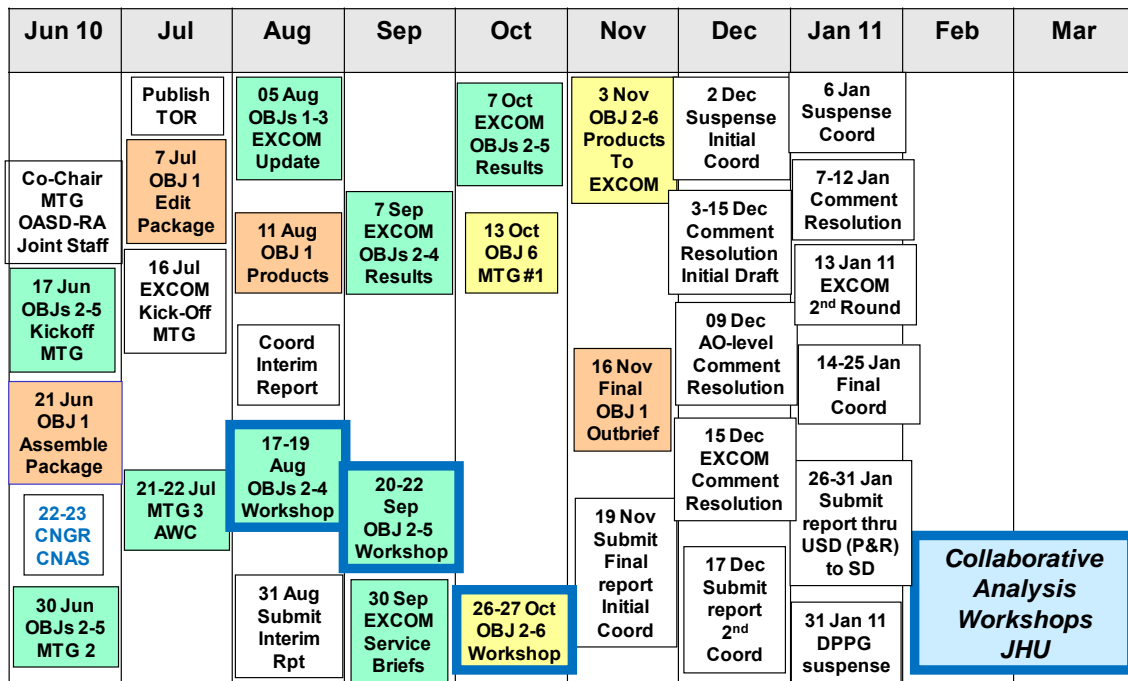 Jun 10
Jul
Aug
Sep
Oct
Nov
Dec
Jan 11
Feb
Mar
Co-Chair
MTG
OASD-RA
Joint Staff
17 Jun
OBJs 2-5
Kickoff
MTG
21 Jun
OBJ 1
Assemble
Package
22-23
CNGR
CNAS
30 Jun
OBJs 2-5
MTG 2
Publish
TOR
7 Jul
OBJ 1
Edit
Package
16 Jul
EXCOM
Kick-Off
MTG
21-22 Jul
MTG 3
AWC
05 Aug
OBJs 1-3
EXCOM
Update
11 Aug
OBJ 1
Products
Coord
Interim
Report
17-19
Aug
OBJs 2-4
Workshop
31 Aug
Submit
Interim
Rpt
7 Sep
EXCOM
OBJs 2-4
Results
20-22
Sep
OBJ 2-5
Workshop
30 Sep
EXCOM
Service
Briefs
7 Oct
EXCOM
OBJs 2-5
Results
13 Oct
OBJ 6
MTG #1
26-27 Oct
OBJ 2-6
Workshop
3 Nov
OBJ 2-6
Products
To
EXCOM
16 Nov
Final
OBJ 1
Outbrief
19 Nov
Submit
Final
report
Initial
Coord
2 Dec
Suspense
Initial
Coord
3-15 Dec
Comment
Resolution
Initial Draft
09 Dec
AO-level
Comment
Resolution
15 Dec
EXCOM
Comment
Resolution
17 Dec
Submit
report
2nd
Coord
6 Jan
Suspense
Coord
7-12 Jan
Comment
Resolution
13 Jan 11
EXCOM
2nd Round
14-25 Jan
Final
Coord
26-31 Jan
Submit
report thru
USD (P&R)
to SD
31 Jan 11
DPPG
suspense
Collaborative
Analysis
Workshops
JHU